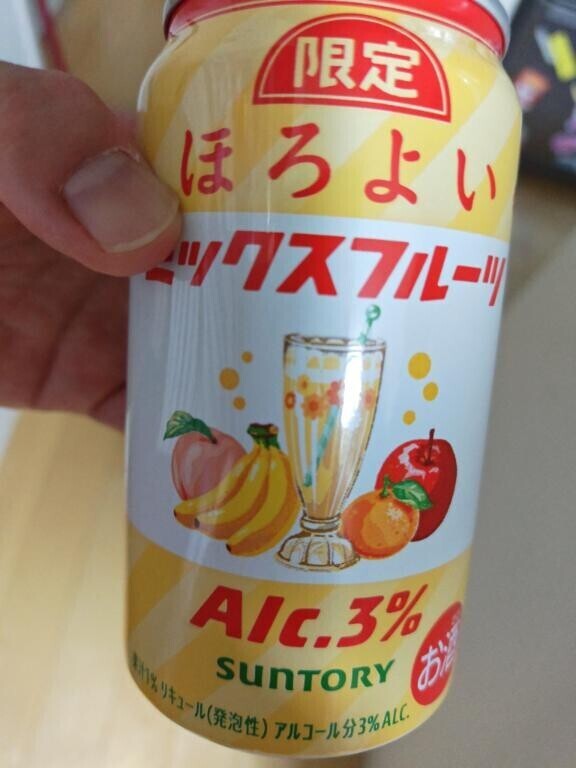 限定
ほろよい
ミックスフルーツ
Alc.3%
SUNTORY
お酒
果汁1% リキュール(発泡性) アルコール分3%ALC.